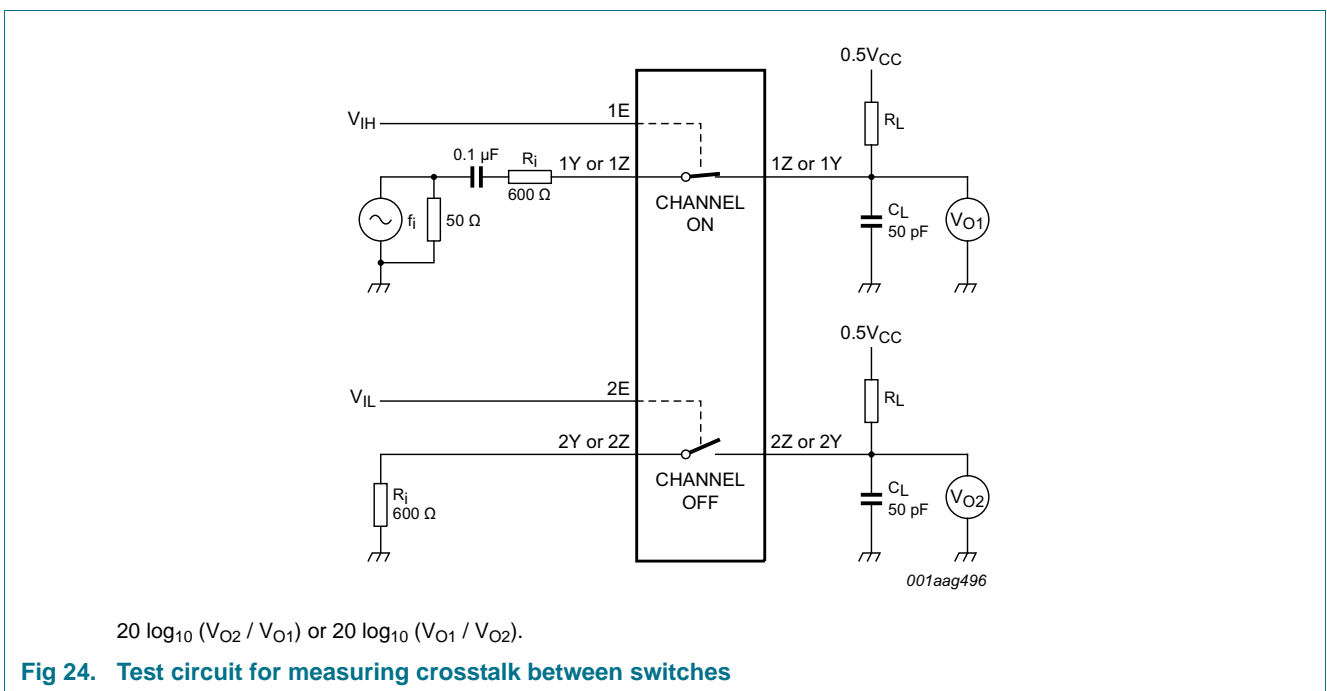 0.5VCC
RL
VIH
1E
0.1 µF
Ri
600 Ω
1Y or 1Z
1Z or 1Y
fi
50 Ω
CHANNEL
ON
CL
50 pF
VO1
0.5VCC
RL
VIL
2E
2Y or 2Z
2Z or 2Y
Ri
600 Ω
CHANNEL
OFF
CL
50 pF
VO2
001aag496
20 log10 (VO2 / VO1) or 20 log10 (VO1 / VO2).
Fig 24. Test circuit for measuring crosstalk between switches